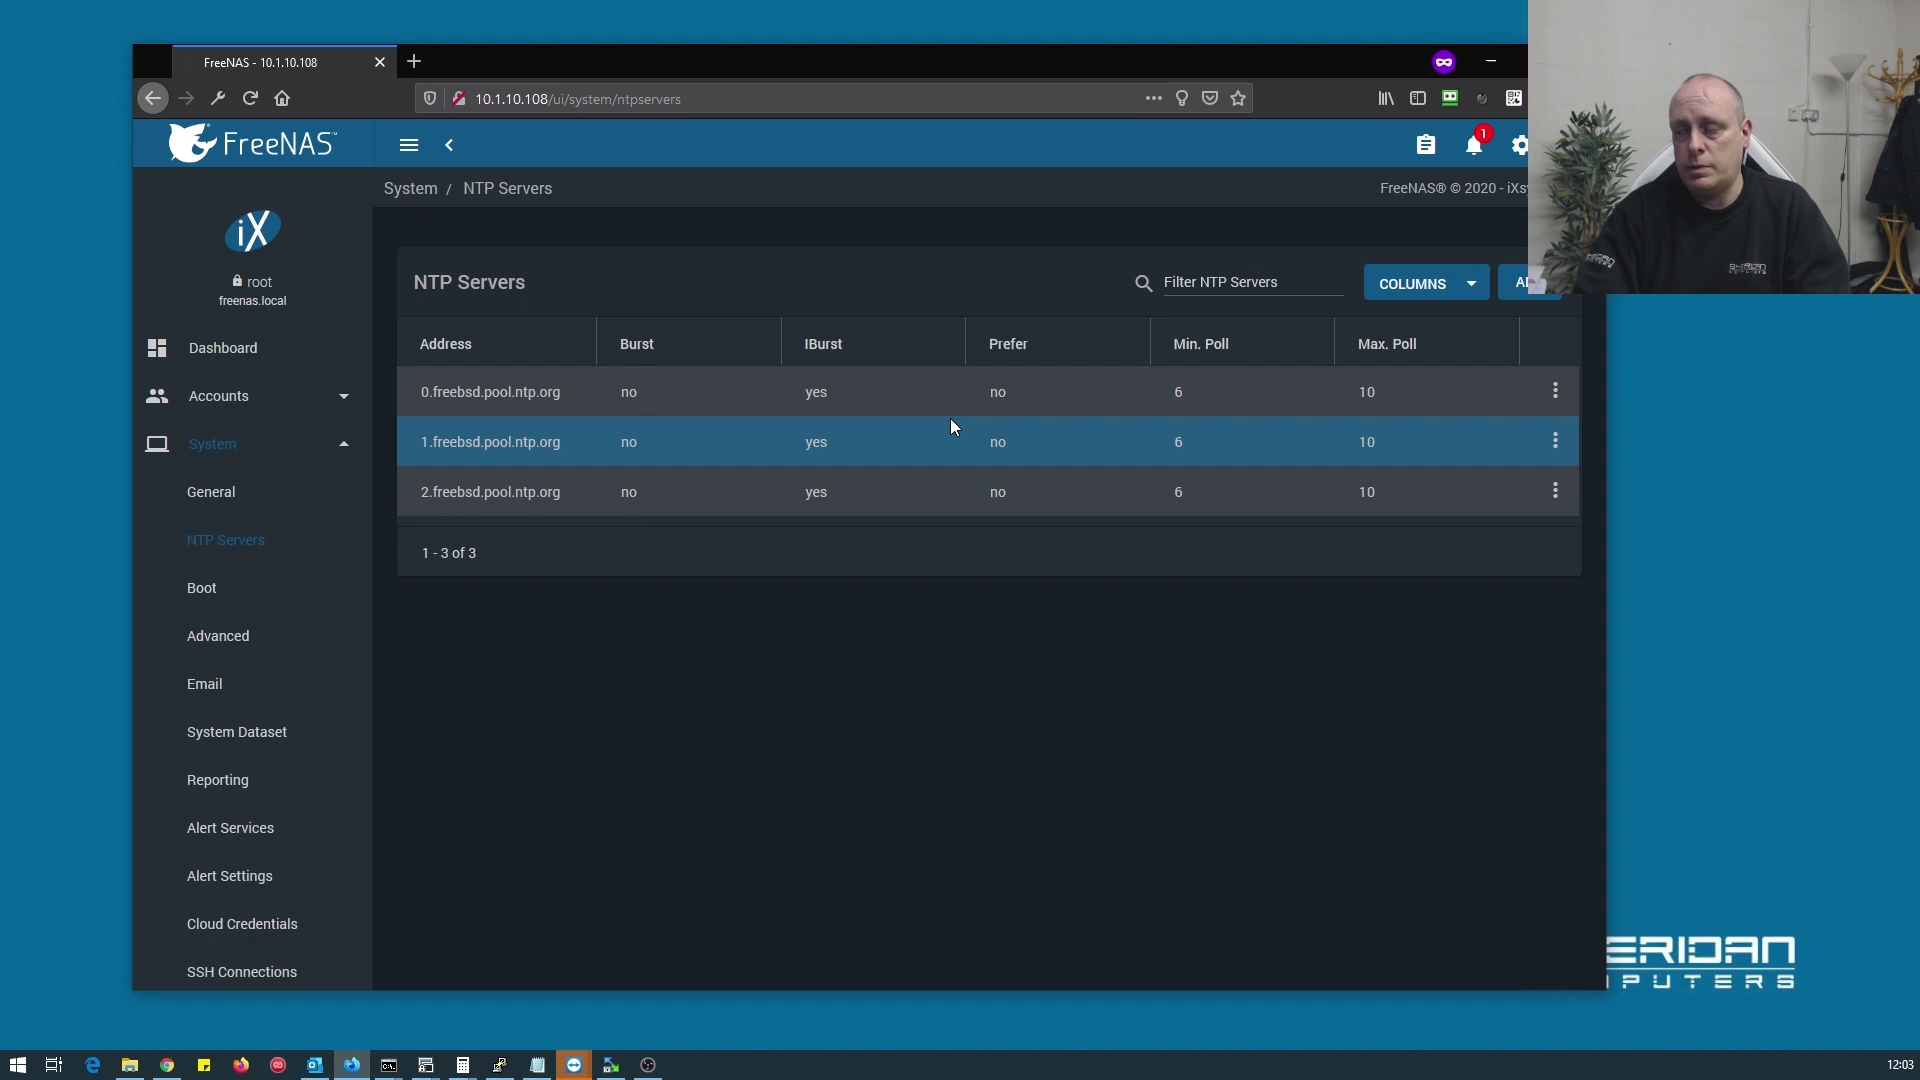 FreeNAS - 10.1.10.108
10.1.10.108/ui/system/ntpservers
FreeNAS™
1
System / NTP Servers
FreeNAS® © 2020 - iXsy
iX
root
freenas.local
Dashboard
Accounts
System
General
NTP Servers
Boot
Advanced
Email
System Dataset
Reporting
Alert Services
Alert Settings
Cloud Credentials
SSH Connections
NTP Servers
Filter NTP Servers
COLUMNS
Address Burst IBurst Prefer Min. Poll Max. Poll
0.freebsd.pool.ntp.org no yes no 6 10
1.freebsd.pool.ntp.org no yes no 6 10
2.freebsd.pool.ntp.org no yes no 6 10
1 - 3 of 3
ERIDAN
PUTERS
12:03